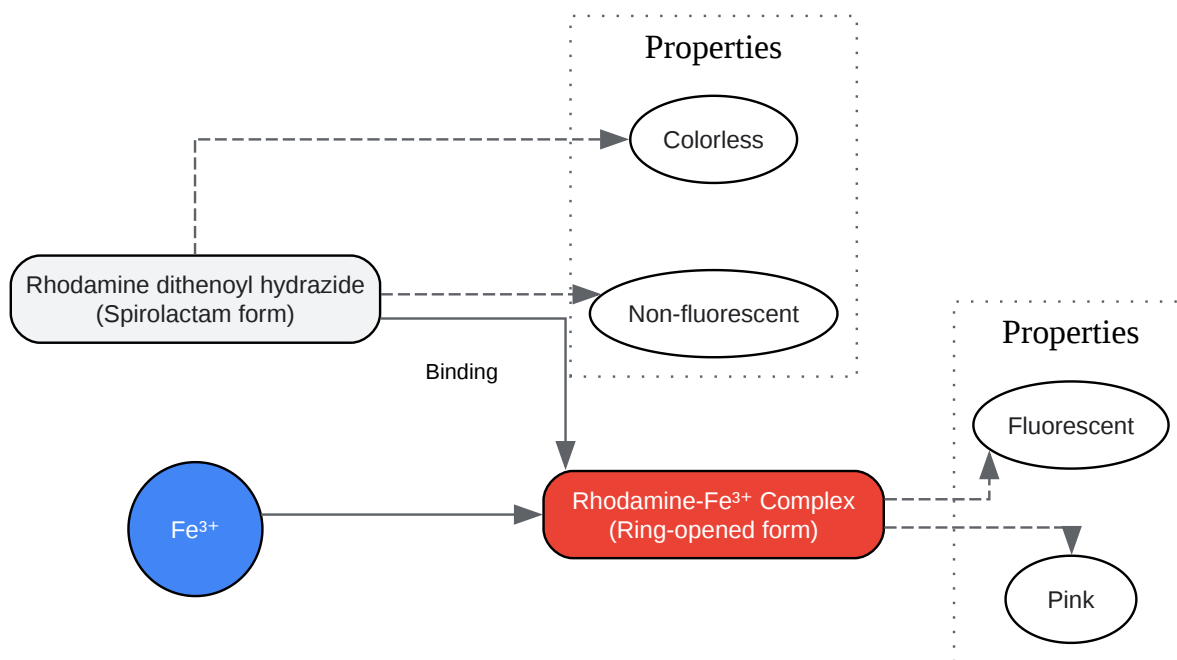 Properties
Colorless
Rhodamine dithenoyl hydrazide
(Spirolactam form)
Non-fluorescent
Binding
Properties
Fluorescent
Fe³⁺
Rhodamine-Fe³⁺ Complex
(Ring-opened form)
Pink